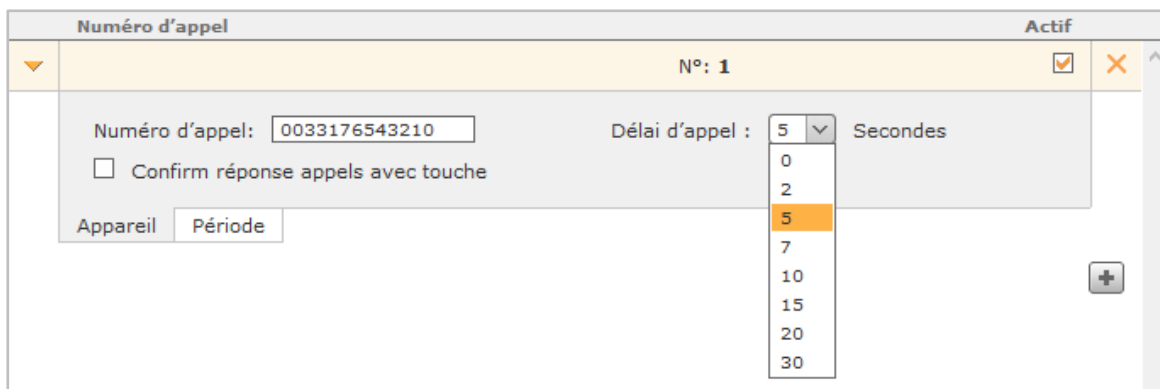 Numéro d'appel Actif
N°: 1
Numéro d'appel: 0033176543210 Délai d'appel : 5 Secondes
Confirm réponse appels avec touche
Appareil Période
0
2
5
7
10
15
20
30